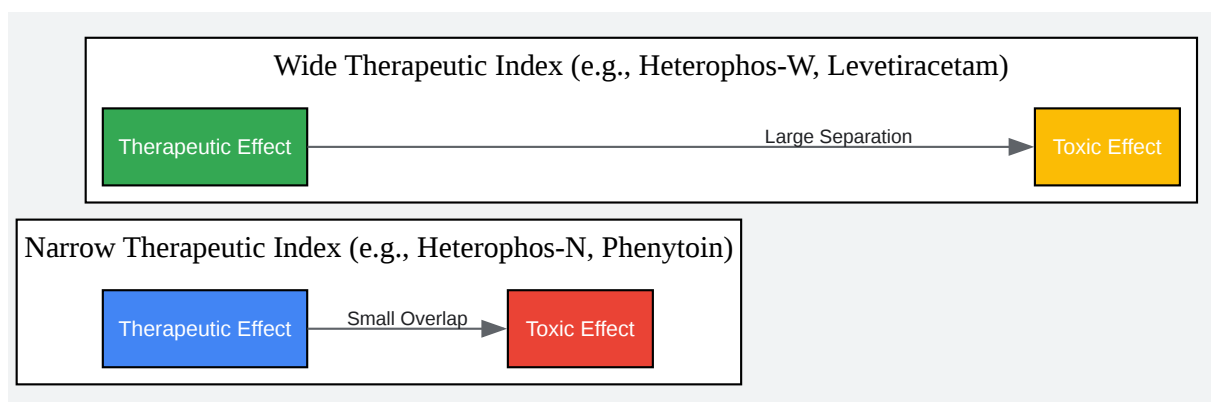 Wide Therapeutic Index (e.g., Heterophos-W, Levetiracetam)
Therapeutic Effect
Large Separation
Toxic Effect
Narrow Therapeutic Index (e.g., Heterophos-N, Phenytoin)
Therapeutic Effect
Small Overlap
Toxic Effect